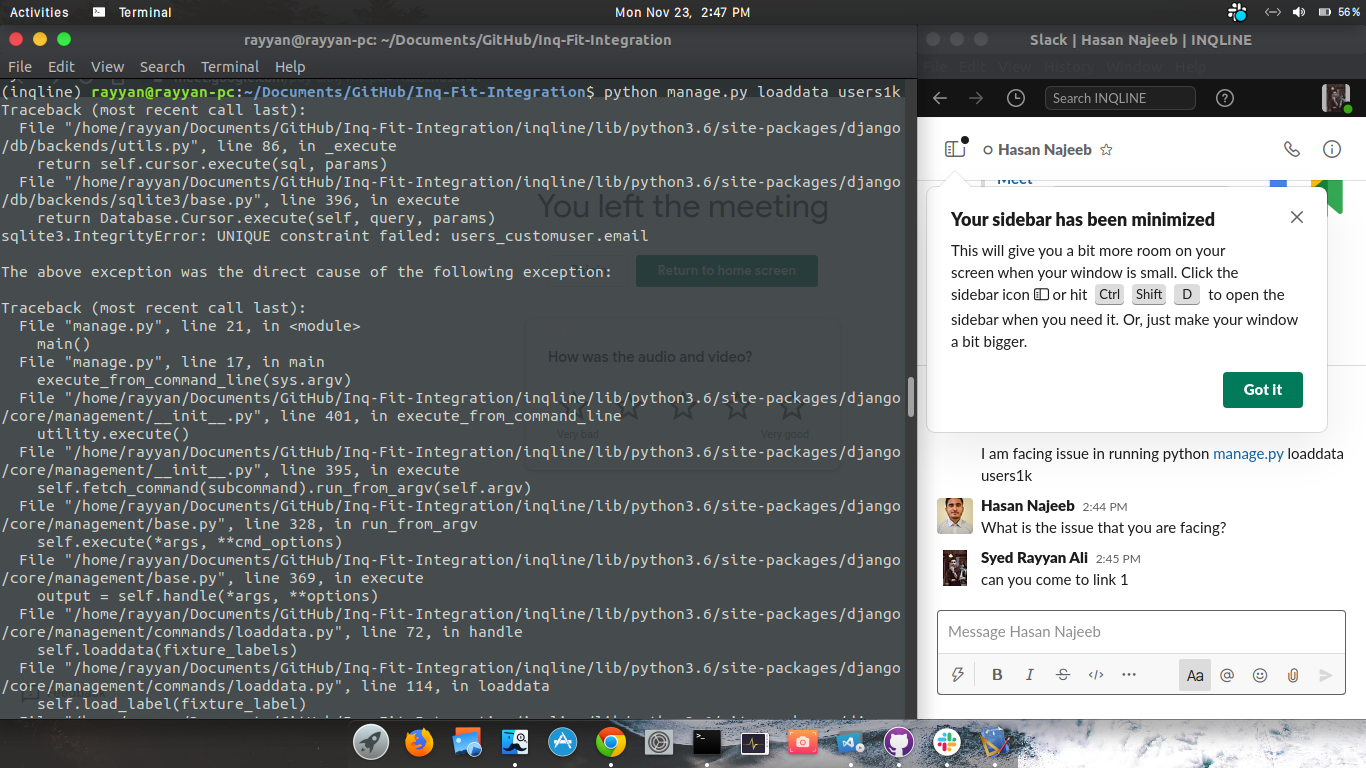 Activities Terminal Mon Nov 23, 2:47 PM 56%
rayyan@rayyan-pc: ~/Documents/GitHub/Inq-Fit-Integration
File Edit View Search Terminal Help
(inqline) rayyan@rayyan-pc:~/Documents/GitHub/Inq-Fit-Integration$ python manage.py loaddata users1k
Traceback (most recent call last):
File "/home/rayyan/Documents/GitHub/Inq-Fit-Integration/inqline/lib/python3.6/site-packages/django
/db/backends/utils.py", line 86, in _execute
return self.cursor.execute(sql, params)
File "/home/rayyan/Documents/GitHub/Inq-Fit-Integration/inqline/lib/python3.6/site-packages/django
/db/backends/sqlite3/base.py", line 396, in execute
return Database.Cursor.execute(self, query, params)
sqlite3.IntegrityError: UNIQUE constraint failed: users_customuser.email
The above exception was the direct cause of the following exception:
Traceback (most recent call last):
File "manage.py", line 21, in <module>
main()
File "manage.py", line 17, in main
execute_from_command_line(sys.argv)
File "/home/rayyan/Documents/GitHub/Inq-Fit-Integration/inqline/lib/python3.6/site-packages/django
/core/management/__init__.py", line 401, in execute_from_command_line
utility.execute()
File "/home/rayyan/Documents/GitHub/Inq-Fit-Integration/inqline/lib/python3.6/site-packages/django
/core/management/__init__.py", line 395, in execute
self.fetch_command(subcommand).run_from_argv(self.argv)
File "/home/rayyan/Documents/GitHub/Inq-Fit-Integration/inqline/lib/python3.6/site-packages/django
/core/management/base.py", line 328, in run_from_argv
self.execute(*args, **cmd_options)
File "/home/rayyan/Documents/GitHub/Inq-Fit-Integration/inqline/lib/python3.6/site-packages/django
/core/management/base.py", line 369, in execute
output = self.handle(*args, **options)
File "/home/rayyan/Documents/GitHub/Inq-Fit-Integration/inqline/lib/python3.6/site-packages/django
/core/management/commands/loaddata.py", line 72, in handle
self.loaddata(fixture_labels)
File "/home/rayyan/Documents/GitHub/Inq-Fit-Integration/inqline/lib/python3.6/site-packages/django
/core/management/commands/loaddata.py", line 114, in loaddata
self.load_label(fixture_label)
You left the meeting
Return to home screen
How was the audio and video?
Very bad Very good
Slack | Hasan Najeeb | INQLINE
File Edit View History Window Help
Search INQLINE
Hasan Najeeb
Meet
Your sidebar has been minimized
This will give you a bit more room on your
screen when your window is small. Click the
sidebar icon or hit Ctrl Shift D to open the
sidebar when you need it. Or, just make your window
a bit bigger.
Got it
I am facing issue in running python manage.py loaddata
users1k
Hasan Najeeb 2:44 PM
What is the issue that you are facing?
Syed Rayyan Ali 2:45 PM
can you come to link 1
Message Hasan Najeeb
B I S </> ... Aa @